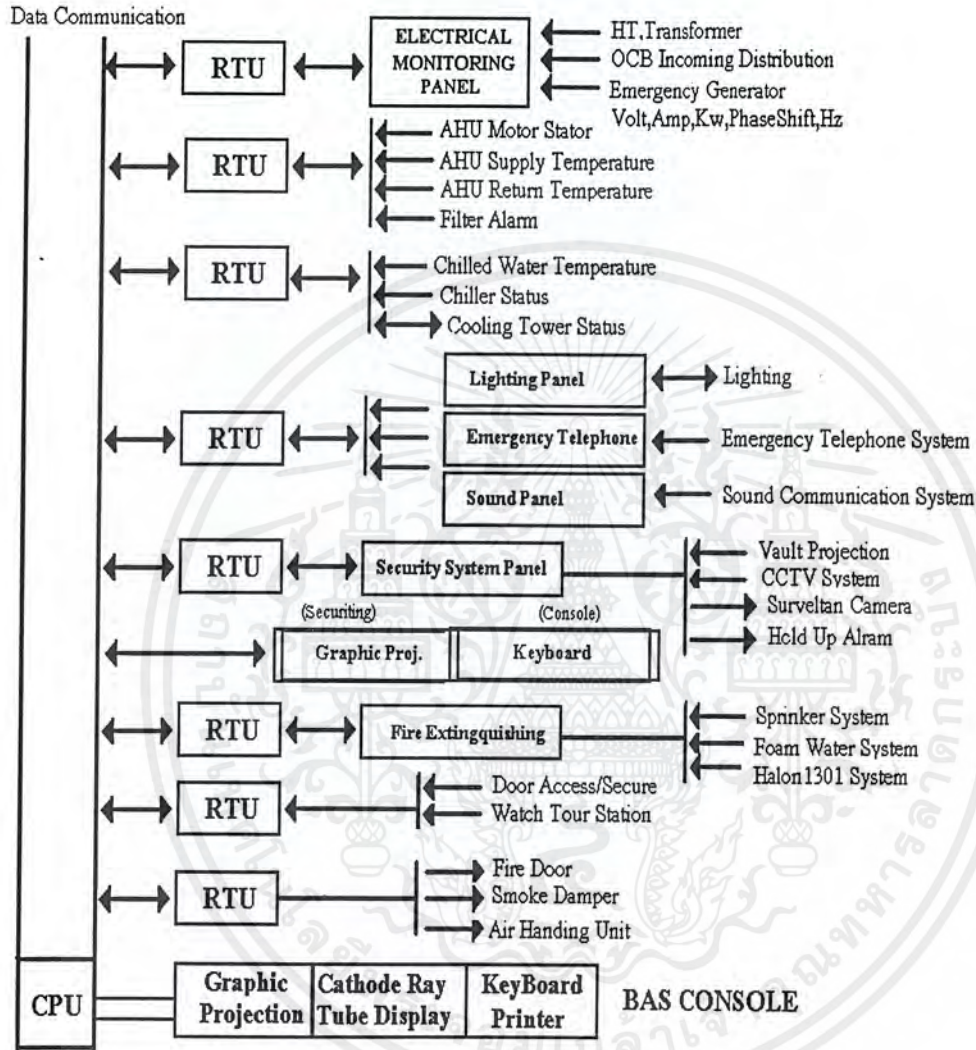 Data Communication
RTU
ELECTRICAL
MONITORING
PANEL
HT,Transformer
OCB Incoming Distribution
Emergency Generator
Volt,Amp,Kw,PhaseShift,Hz
RTU
AHU Motor Stator
AHU Supply Temperature
AHU Return Temperature
Filter Alarm
RTU
Chilled Water Temperature
Chiller Status
Cooling Tower Status
RTU
Lighting Panel
Lighting
Emergency Telephone
Emergency Telephone System
Sound Panel
Sound Communication System
RTU
Security System Panel
Vault Projection
CCTV System
Surveltan Camera
Hold Up Alram
(Securiting)
(Console)
Graphic Proj.
Keyboard
RTU
Fire Extingquishing
Sprinker System
Foam Water System
Halon1301 System
RTU
Door Access/Secure
Watch Tour Station
RTU
Fire Door
Smoke Damper
Air Handing Unit
CPU
Graphic
Projection
Cathode Ray
Tube Display
KeyBoard
Printer
BAS CONSOLE